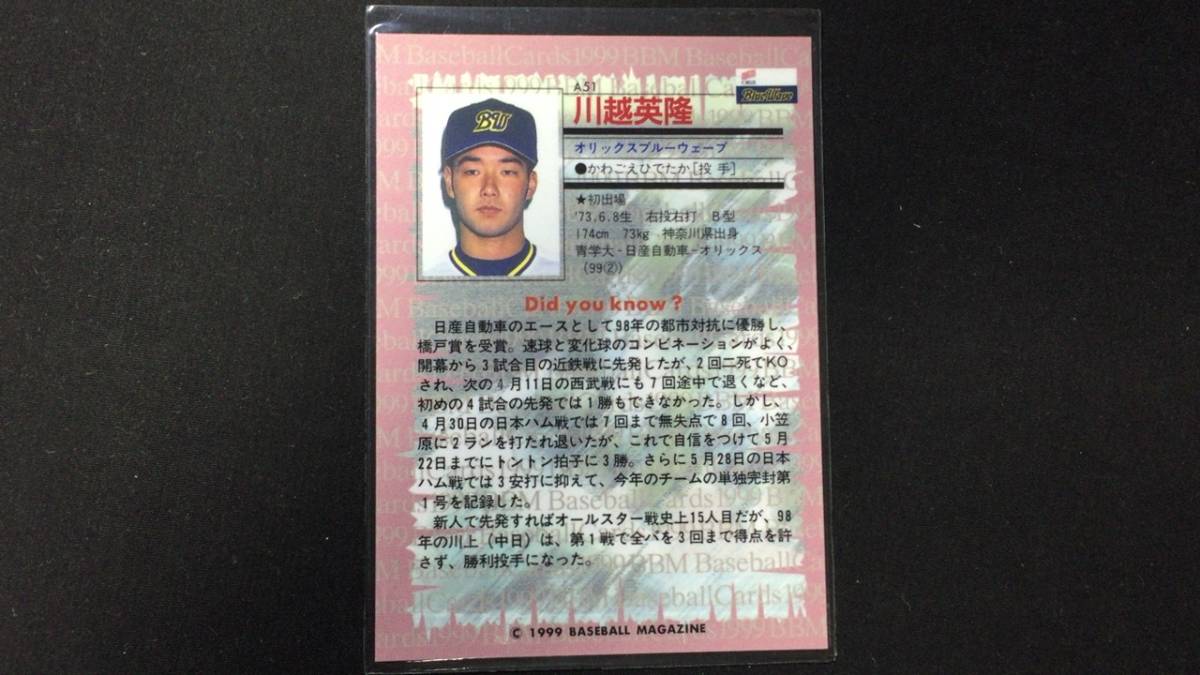 A51
川越英隆
BlueWave
BW
オリックスブルーウェーブ
●かわごえひでたか[投 手]
★初出場
'73.6.8生 右投右打 B型
174cm 73kg 神奈川県出身
青学大-日産自動車-オリックス
(99②)
Did you know?
日産自動車のエースとして98年の都市対抗に優勝し、
橋戸賞を受賞。速球と変化球のコンビネーションがよく、
開幕から3試合目の近鉄戦に先発したが、2回二死でKO
され、次の4月11日の西武戦にも7回途中で退くなど、
初めの4試合の先発では1勝もできなかった。しかし、
4月30日の日本ハム戦では7回まで無失点で8回、小笠
原に2ランを打たれ退いたが、これで自信をつけて5月
22日までにトントン拍子に3勝。さらに5月28日の日本
ハム戦では3安打に抑えて、今年のチームの単独完封第
1号を記録した。
新人で先発すればオールスター戦史上15人目だが、98
年の川上(中日)は、第1戦で全パを3回まで得点を許
さず、勝利投手になった。
© 1999 BASEBALL MAGAZINE